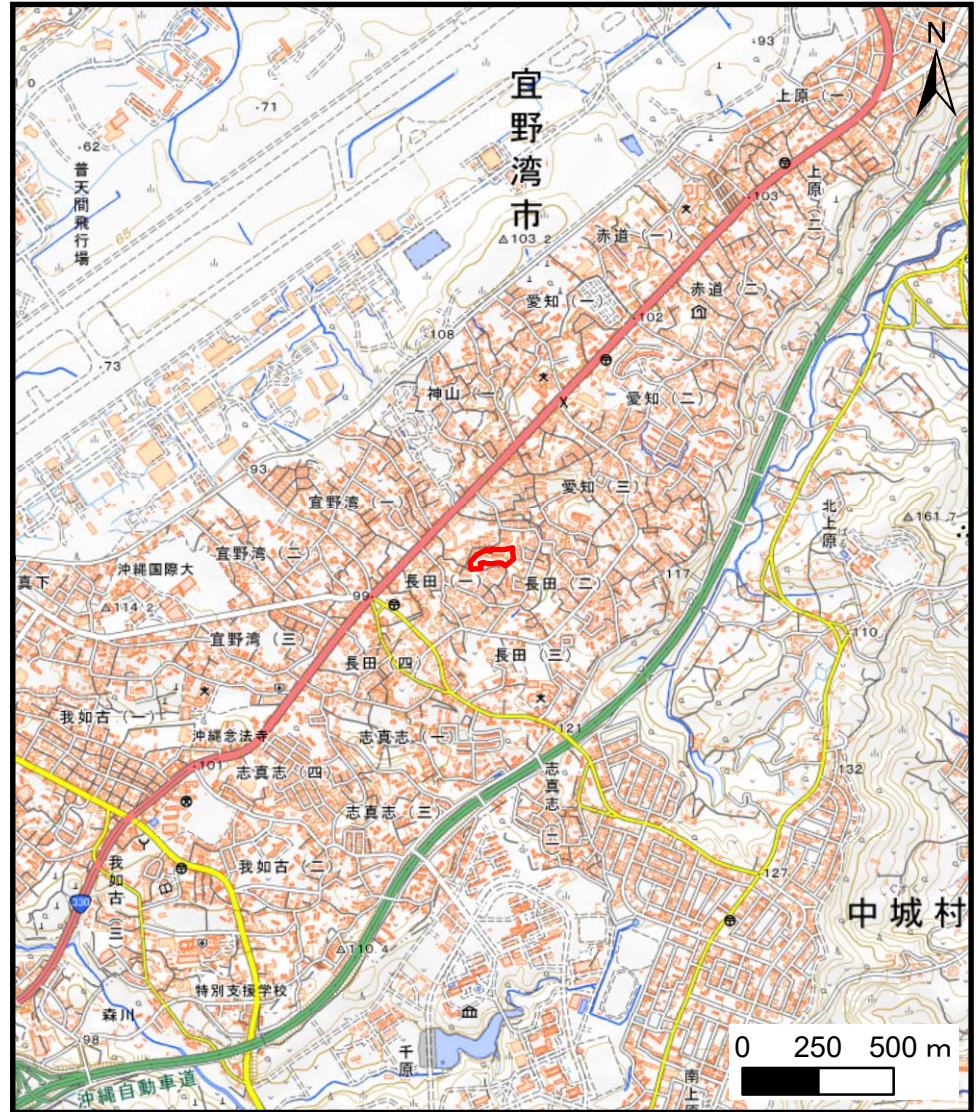 N
・93
上原(一)
・71
宜野湾市
・62
普天間飛行場
65
上原(二)
・103
△103.2
赤道(一)
赤道(二)
愛知(一)
・102
・108
・73
神山(一)
愛知(二)
93
愛知(三)
宜野湾(一)
北上原
△161.7
宜野湾(二)
沖縄国際大
真下
長田(一)
長田(二)
・117
99
△114.2
・110
宜野湾(三)
長田(四)
長田(三)
我如古(一)
沖縄念法寺
志真志(一)
・121
・101
志真志(四)
志真志(二)
・132
志真志(三)
我如古(二)
・127
我如古(三)
330
ぐすく
中城村
△110.4
特別支援学校
森川
98
千原
南上原
沖縄自動車道
0 250 500 m